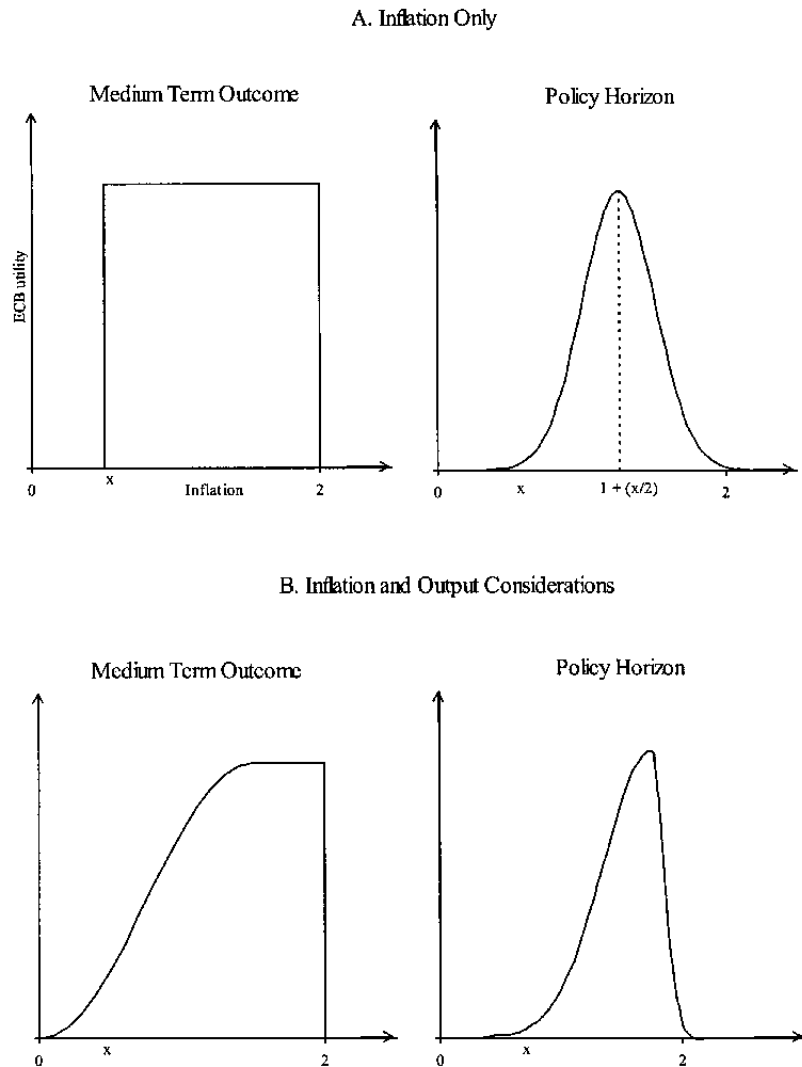 A. Inflation Only
Medium Term Outcome
Policy Horizon
ECB utility
0
x
Inflation
2
0
x
1 + (x/2)
2
B. Inflation and Output Considerations
Medium Term Outcome
Policy Horizon
0
x
2
0
x
2